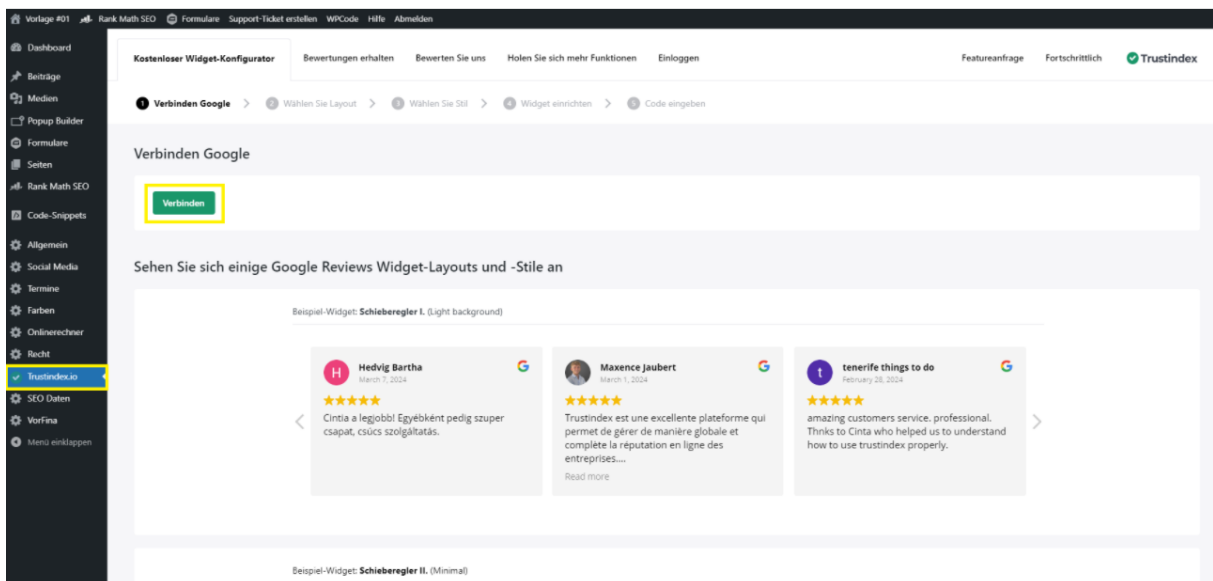 Vorlage #01 Rank Math SEO Formulare Support-Ticket erstellen WPCode Hilfe Abmelden
Dashboard
Beiträge
Medien
Popup Builder
Formulare
Seiten
Rank Math SEO
Code-Snippets
Allgemein
Social Media
Termine
Farben
Onlinerechner
Recht
Trustindex.io
SEO Daten
VorFina
Menü einklappen
Kostenloser Widget-Konfigurator Bewertungen erhalten Bewerten Sie uns Holen Sie sich mehr Funktionen Einloggen Featureanfrage Fortschrittlich Trustindex
1 Verbinden Google > 2 Wählen Sie Layout > 3 Wählen Sie Stil > 4 Widget einrichten > 5 Code eingeben
Verbinden Google
Verbinden
Sehen Sie sich einige Google Reviews Widget-Layouts und -Stile an
Beispiel-Widget: Schieberegler I. (Light background)
H
Hedvig Bartha
March 7, 2024
Cintia a legjobb! Egyébként pedig szuper
csapat, csúcs szolgáltatás.
Maxence Jaubert
March 1, 2024
Trustindex est une excellente plateforme qui
permet de gérer de manière globale et
complète la réputation en ligne des
entreprises....
Read more
t
tenerife things to do
February 28, 2024
amazing customers service. professional.
Thnks to Cinta who helped us to understand
how to use trustindex properly.
Beispiel-Widget: Schieberegler II. (Minimal)